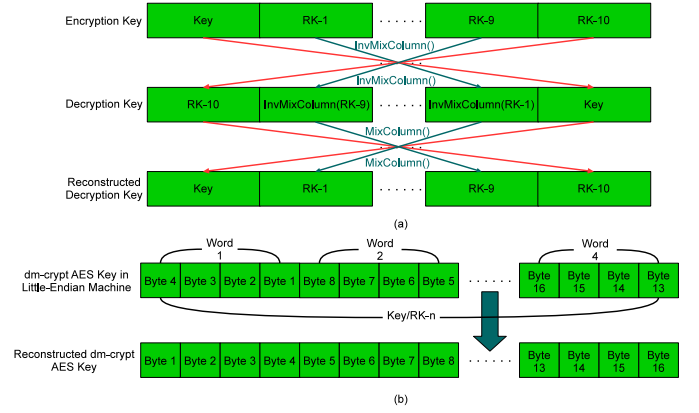 Encryption Key
Key RK-1 RK-9 RK-10
InvMixColumn()
InvMixColumn()
Decryption Key
RK-10 InvMixColumn(RK-9) InvMixColumn(RK-1) Key
MixColumn()
MixColumn()
Reconstructed
Decryption Key
Key RK-1 RK-9 RK-10
(a)
Word
1
Word
2
Word
4
dm-crypt AES Key in
Little-Endian Machine
Byte 4 Byte 3 Byte 2 Byte 1 Byte 8 Byte 7 Byte 6 Byte 5 Byte 16 Byte 15 Byte 14 Byte 13
Key/RK-n
Reconstructed dm-crypt
AES Key
Byte 1 Byte 2 Byte 3 Byte 4 Byte 5 Byte 6 Byte 7 Byte 8 Byte 13 Byte 14 Byte 15 Byte 16
(b)